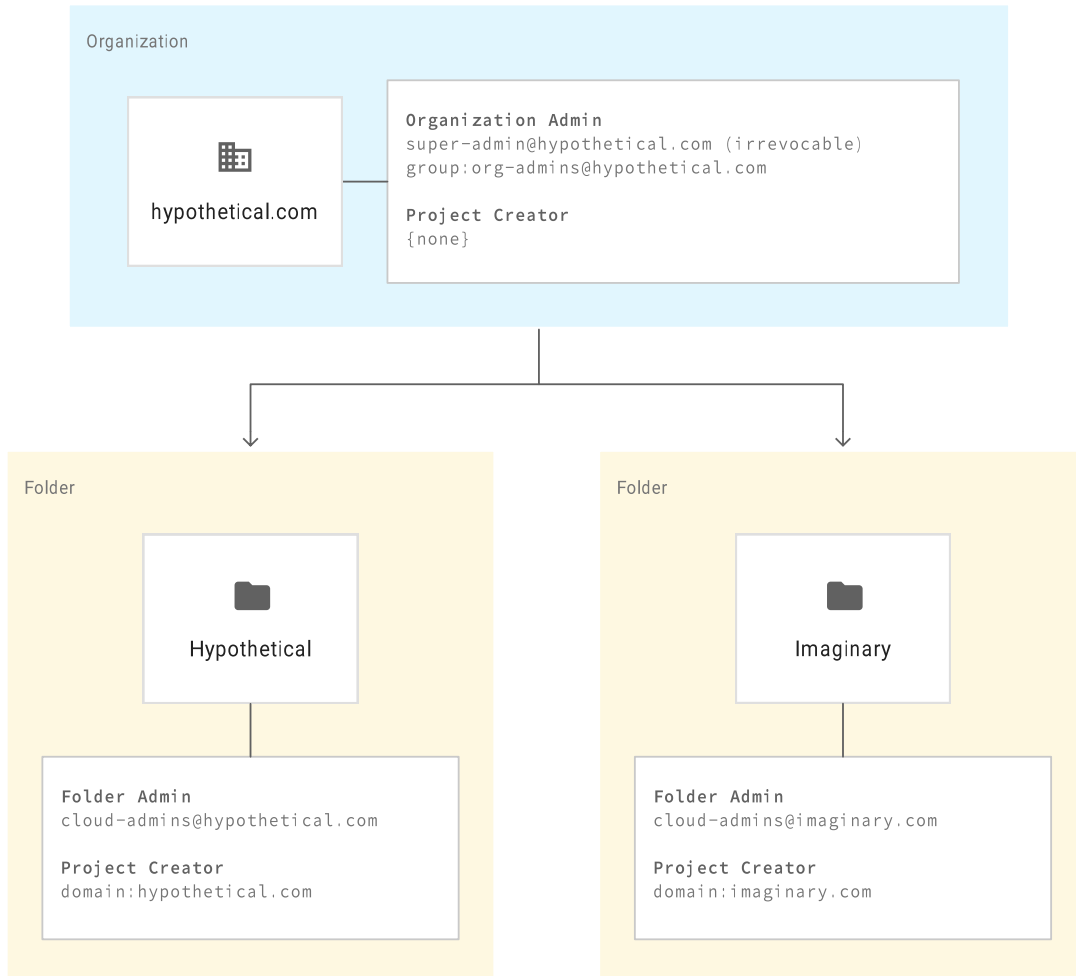 Organization
hypothetical.com
Organization Admin
super-admin@hypothetical.com (irrevocable)
group:org-admins@hypothetical.com
Project Creator
{none}
Folder
Hypothetical
Folder Admin
cloud-admins@hypothetical.com
Project Creator
domain:hypothetical.com
Folder
Imaginary
Folder Admin
cloud-admins@imaginary.com
Project Creator
domain:imaginary.com